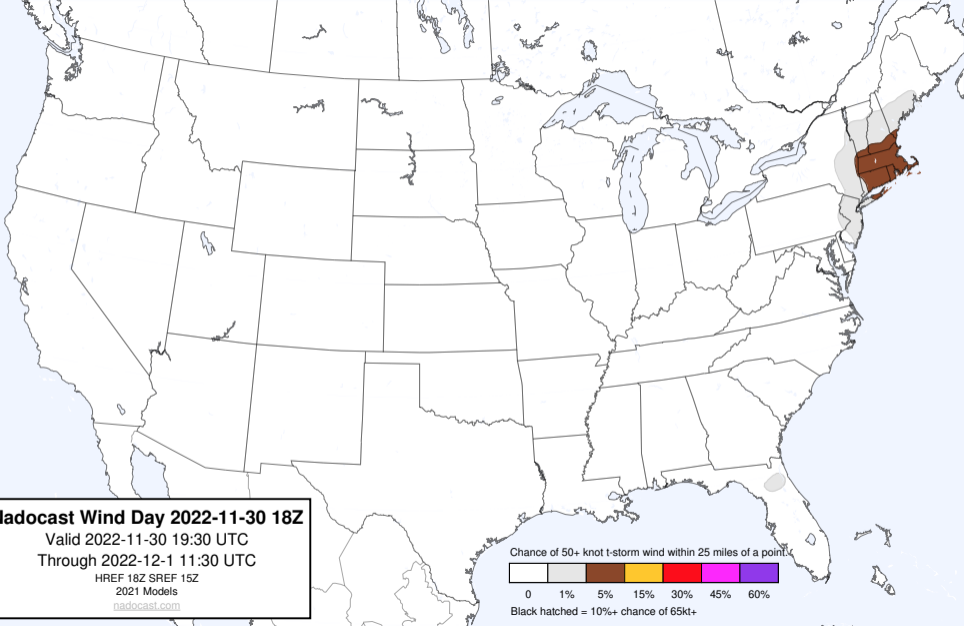 adocast Wind Day 2022-11-30 18Z
Valid 2022-11-30 19:30 UTC
Through 2022-12-1 11:30 UTC
HREF 18Z SREF 15Z
2021 Models
nadocast.com
Chance of 50+ knot t-storm wind within 25 miles of a point.
0 1% 5% 15% 30% 45% 60%
Black hatched = 10%+ chance of 65kt+